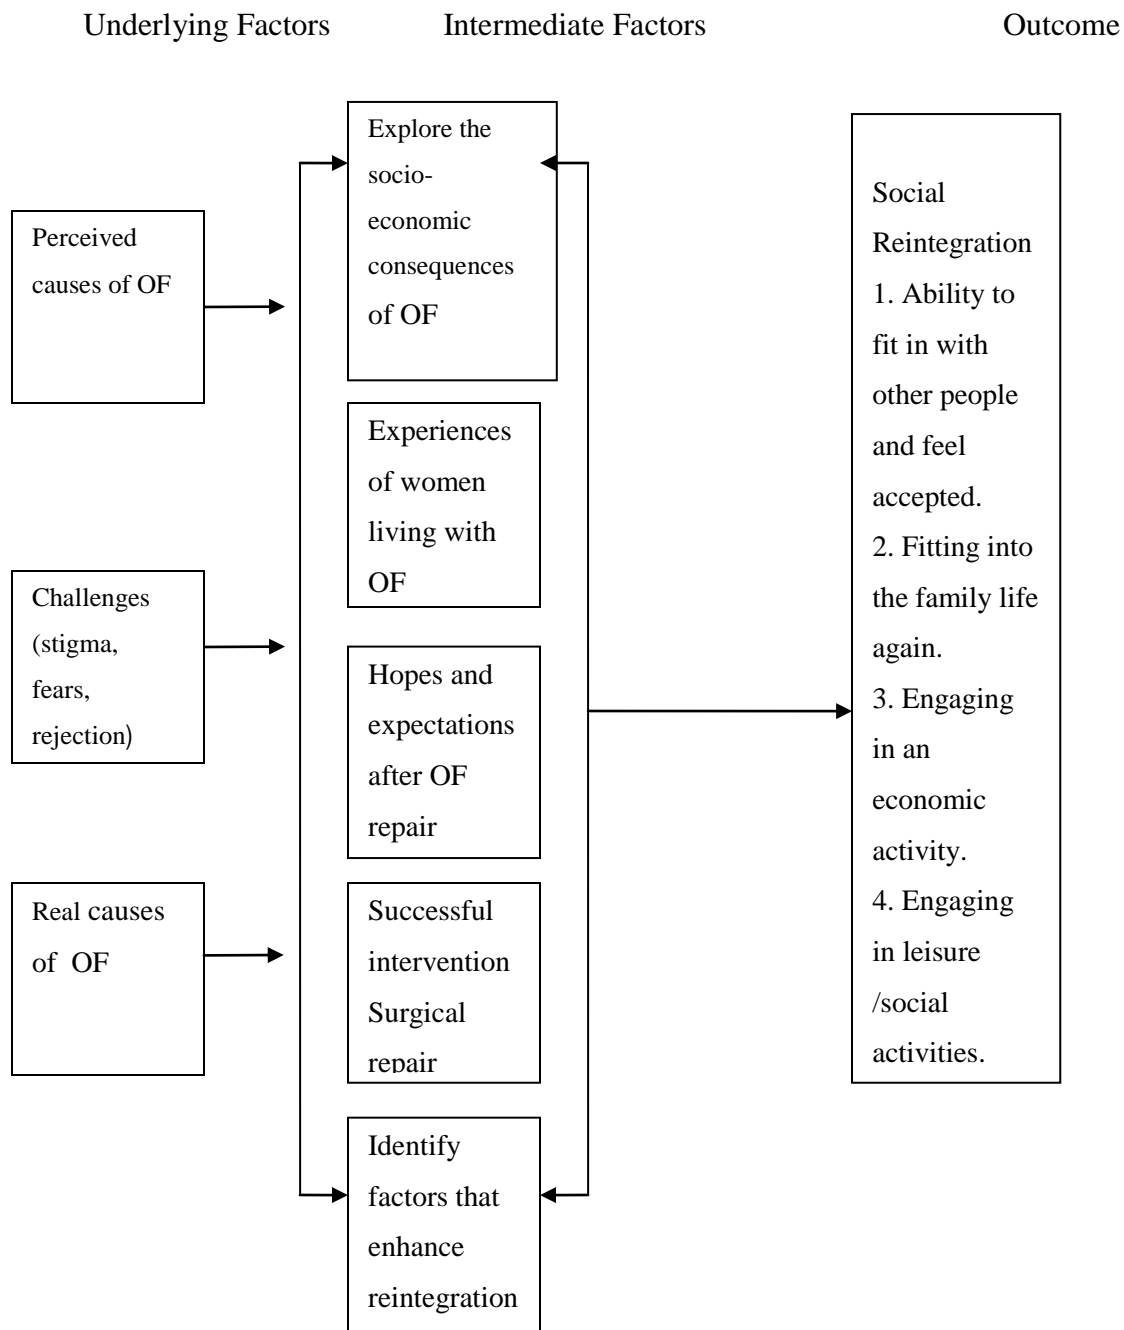 Underlying Factors
Intermediate Factors
Outcome
Perceived
causes of OF
Challenges
(stigma,
fears,
rejection)
Real causes
of OF
Explore the
socio-
economic
consequences
of OF
Experiences
of women
living with
OF
Hopes and
expectations
after OF
repair
Successful
intervention
Surgical
repair
Identify
factors that
enhance
reintegration
Social
Reintegration
1. Ability to
fit in with
other people
and feel
accepted.
2. Fitting into
the family life
again.
3. Engaging
in an
economic
activity.
4. Engaging
in leisure
/social
activities.